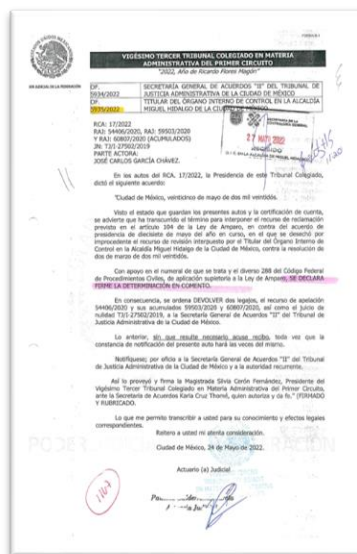 VIGÉSIMO TERCER TRIBUNAL COLEGIADO EN MATERIA
ADMINISTRATIVA DEL PRIMER CIRCUITO
"2022, Año de Ricardo Flores Magón"
OF. 5934/2022
SECRETARÍA GENERAL DE ACUERDOS "II" DEL TRIBUNAL DE
JUSTICIA ADMINISTRATIVA DE LA CIUDAD DE MÉXICO
OF. 5935/2022
TITULAR DEL ÓRGANO INTERNO DE CONTROL EN LA ALCALDÍA
MIGUEL HIDALGO DE LA CIUDAD DE MÉXICO
RCA: 17/2022
RAJ: 54406/2020, RAJ: 59503/2020
Y RAJ: 60807/2020 (ACUMULADOS)
JN: TJ/I-27502/2019
PARTE ACTORA:
JOSÉ CARLOS GARCÍA CHÁVEZ.
27 MAYO 2022
En los autos del RCA. 17/2022, la Presidencia de este Tribunal Colegiado,
dictó el siguiente acuerdo:
"Ciudad de México, veinticinco de mayo de dos mil veintidós.
Visto el estado que guardan los presentes autos y la certificación de cuenta,
se advierte que ha transcurrido el término para interponer el recurso de reclamación
previsto en el artículo 104 de la Ley de Amparo, en contra del acuerdo de
presidencia de diecisiete de mayo del año en curso, en el que se desechó por
improcedente el recurso de revisión interpuesto por el Titular del Órgano Interno de
Control en la Alcaldía Miguel Hidalgo de la Ciudad de México, contra la resolución de
dos de marzo de dos mil veintidós.
Con apoyo en el numeral de que se trata y el diverso 288 del Código Federal
de Procedimientos Civiles, de aplicación supletoria a la Ley de Amparo, SE DECLARA
FIRME LA DETERMINACIÓN EN COMENTO.
En consecuencia, se ordena DEVOLVER dos legajos, el recurso de apelación
54406/2020 y sus acumulados 59503/2020 y 60807/2020, así como el juicio de
nulidad TJ/I-27502/2019, a la Secretaría General de Acuerdos "II" del Tribunal de
Justicia Administrativa de la Ciudad de México.
Lo anterior, sin que resulte necesario acuse recibo, toda vez que la
constancia de notificación del presente auto hará las veces del mismo.
Notifíquese; por oficio a la Secretaría General de Acuerdos "II" del Tribunal
de Justicia Administrativa de la Ciudad de México y a la autoridad recurrente.
Así lo proveyó y firma la Magistrada Silvia Cerón Fernández, Presidente del
Vigésimo Tercer Tribunal Colegiado en Materia Administrativa del Primer Circuito,
ante la Secretaria de Acuerdos Karla Cruz Thomé, quien autoriza y da fe." (FIRMADO
Y RUBRICADO.
Lo que me permito transcribir a usted para su conocimiento y efectos legales
correspondientes.
Reitero a usted mi atenta consideración.
Ciudad de México, 24 de Mayo de 2022.
Actuario (a) Judicial